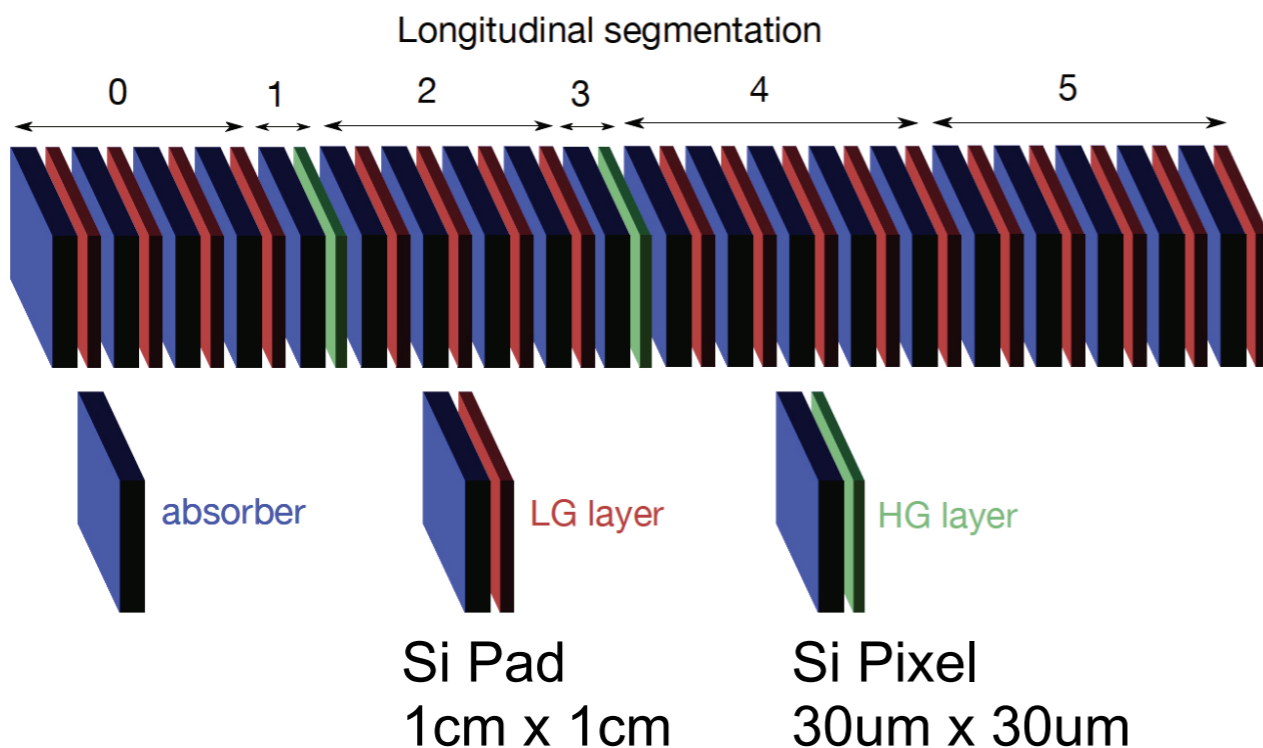 Longitudinal segmentation
0 1 2 3 4 5
absorber
LG layer
HG layer
Si Pad
1cm x 1cm
Si Pixel
30um x 30um